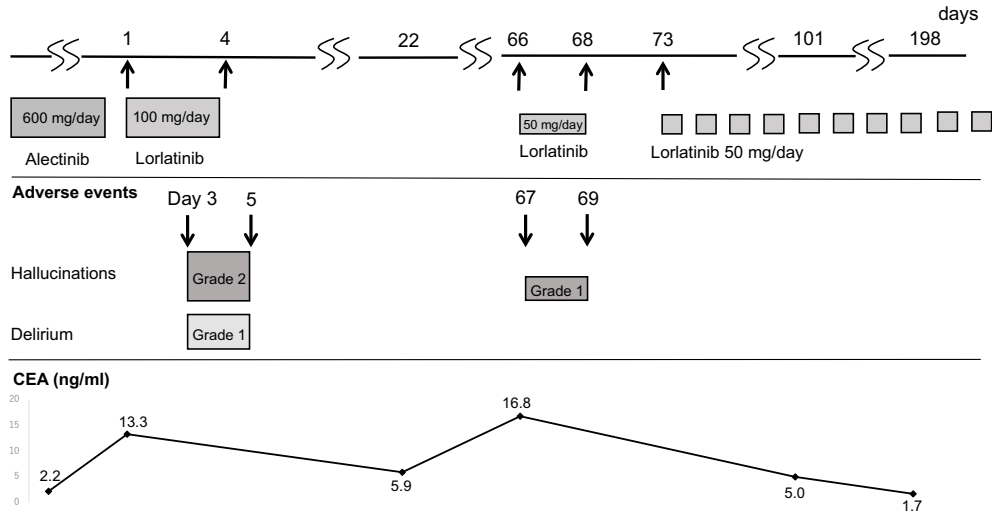 days
1 4 22 66 68 73 101 198
600 mg/day 100 mg/day 50 mg/day
Alectinib Lorlatinib Lorlatinib Lorlatinib 50 mg/day
Adverse events
Day 3 5 67 69
Hallucinations Grade 2 Grade 1
Delirium Grade 1
CEA (ng/ml)
20
15
10
5
0
2.2 13.3 5.9 16.8 5.0 1.7